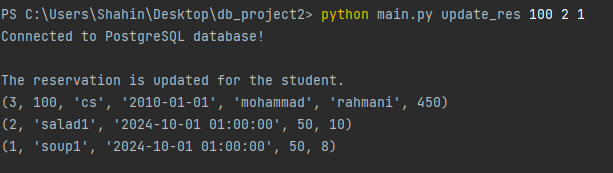 PS C:\Users\Shahin\Desktop\db_project2> python main.py update_res 100 2 1
Connected to PostgreSQL database!
The reservation is updated for the student.
(3, 100, 'cs', '2010-01-01', 'mohammad', 'rahmani', 450)
(2, 'salad1', '2024-10-01 01:00:00', 50, 10)
(1, 'soup1', '2024-10-01 01:00:00', 50, 8)